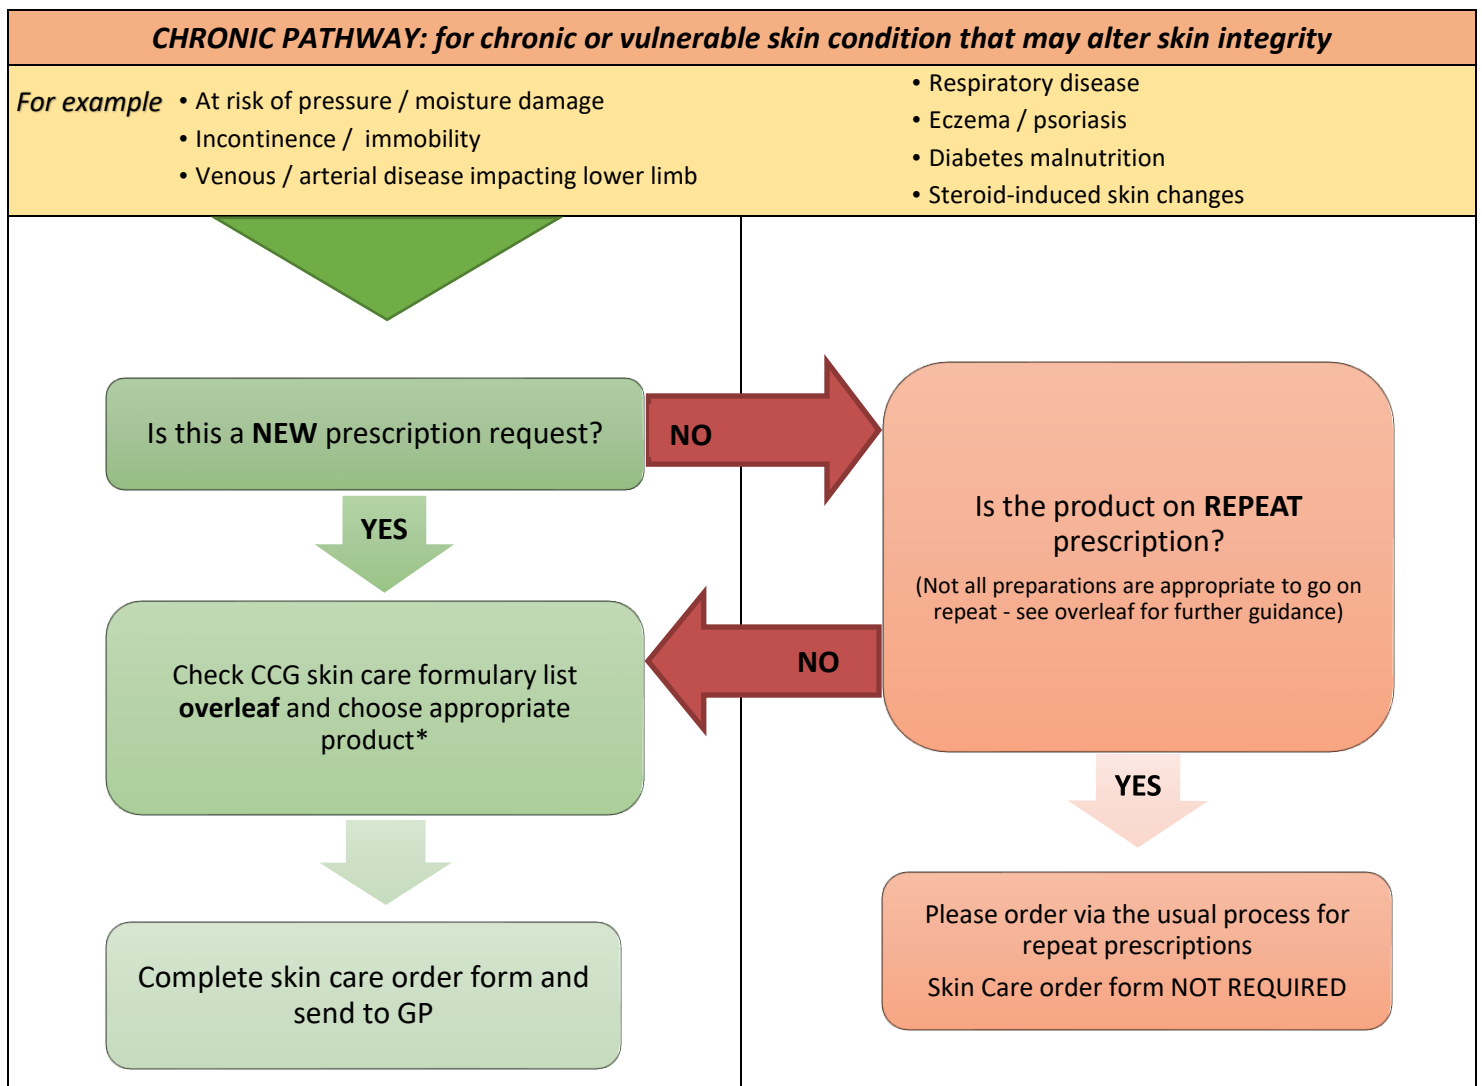 CHRONIC PATHWAY: for chronic or vulnerable skin condition that may alter skin integrity
For example
• At risk of pressure / moisture damage
• Incontinence / immobility
• Venous / arterial disease impacting lower limb
• Respiratory disease
• Eczema / psoriasis
• Diabetes malnutrition
• Steroid-induced skin changes
Is this a NEW prescription request?
NO
YES
Is the product on REPEAT
prescription?
(Not all preparations are appropriate to go on
repeat - see overleaf for further guidance)
NO
Check CCG skin care formulary list
overleaf and choose appropriate
product*
YES
Complete skin care order form and
send to GP
Please order via the usual process for
repeat prescriptions
Skin Care order form NOT REQUIRED